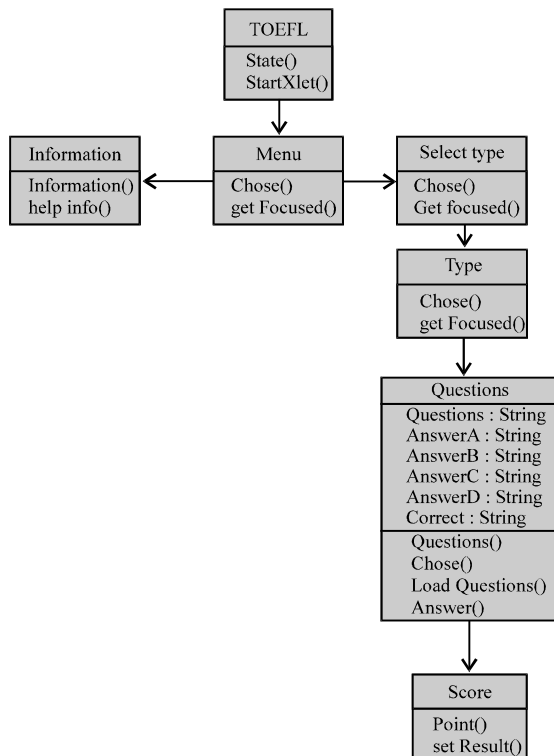 TOEFL
State()
StartXlet()
Information
Information()
help info()
Menu
Chose()
get Focused()
Select type
Chose()
Get focused()
Type
Chose()
get Focused()
Questions
Questions : String
AnswerA : String
AnswerB : String
AnswerC : String
AnswerD : String
Correct : String
Questions()
Chose()
Load Questions()
Answer()
Score
Point()
set Result()